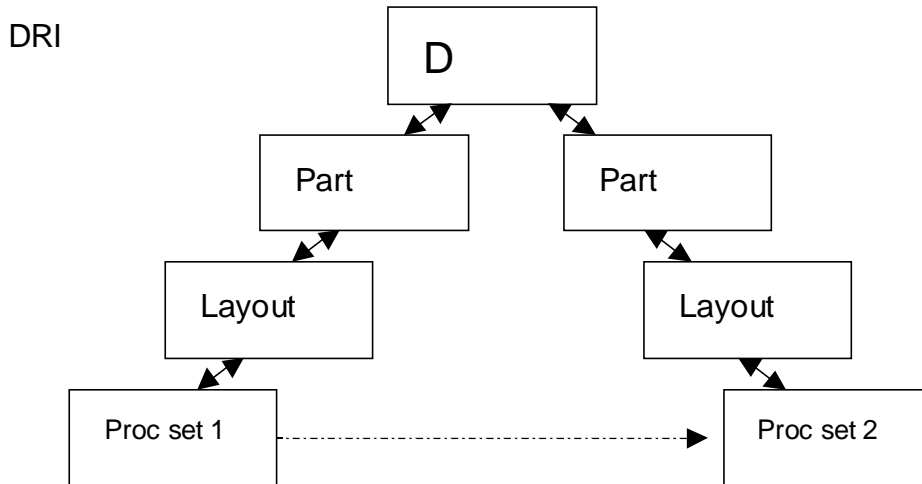 DRI
D
Part
Part
Layout
Layout
Proc set 1
Proc set 2